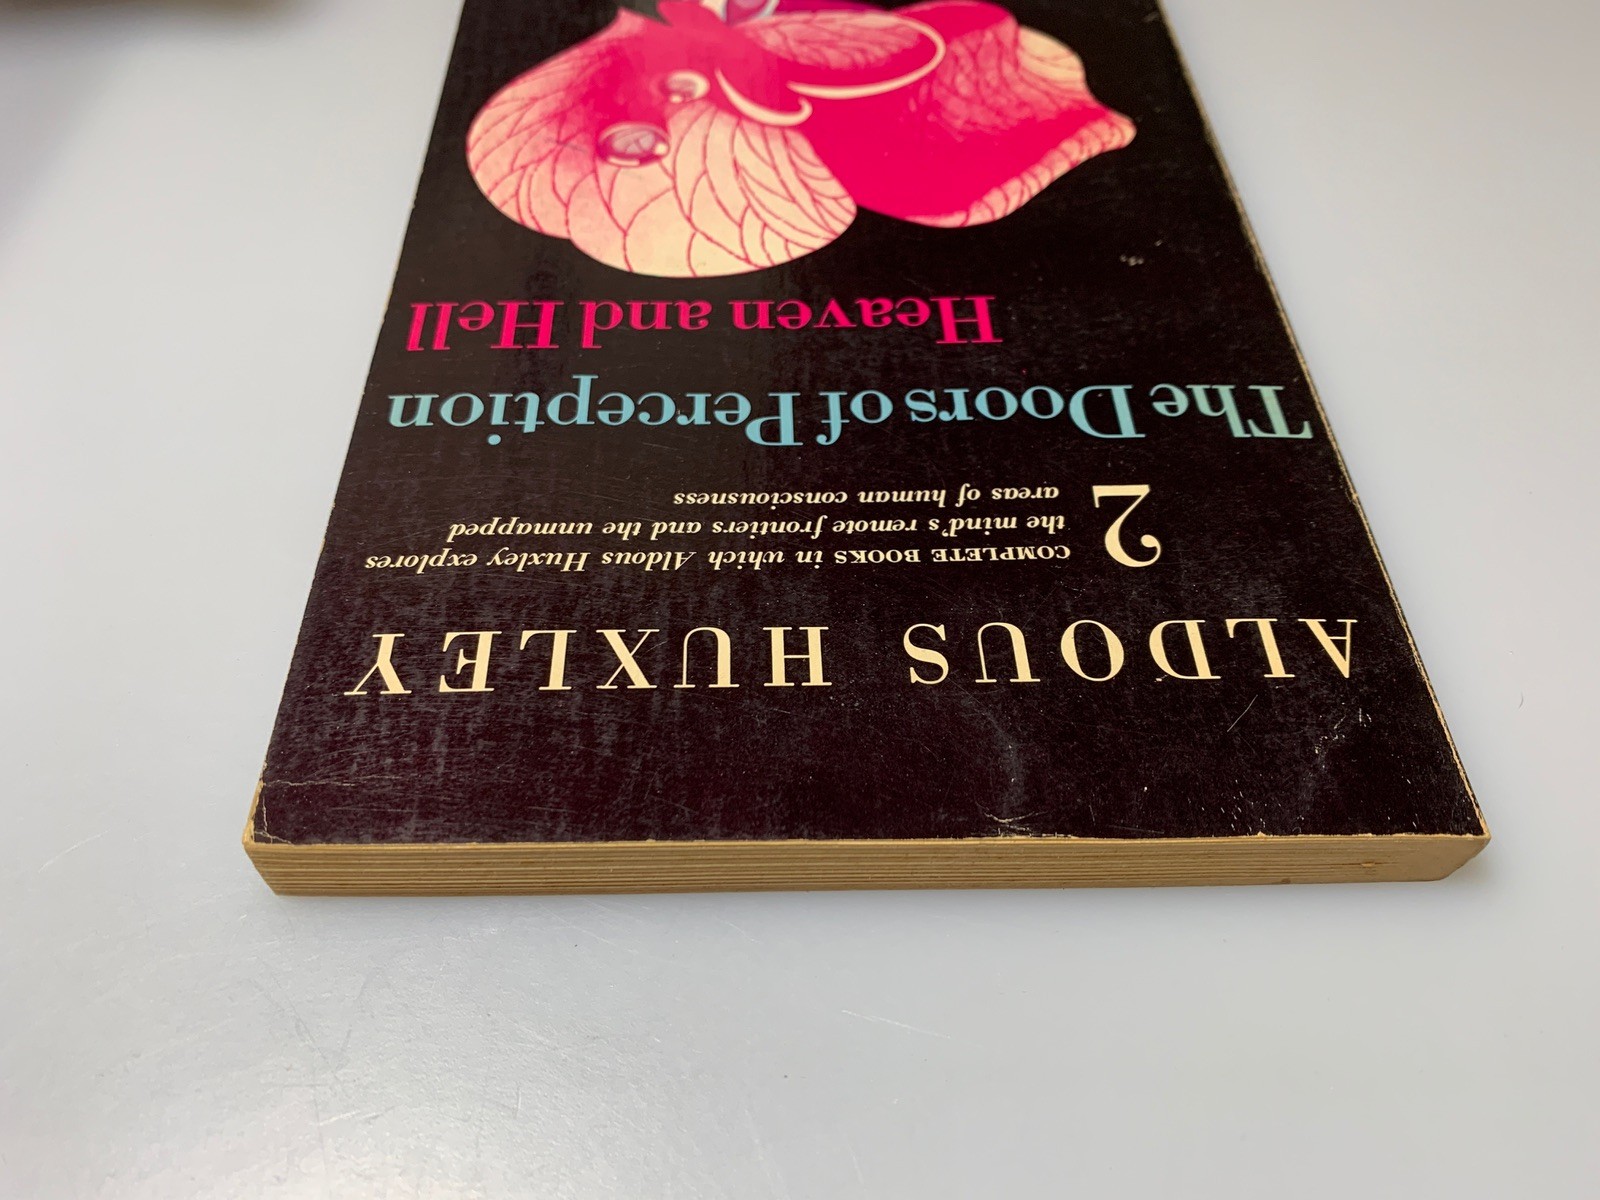 ALDOUS HUXLEY
2 COMPLETE BOOKS in which Aldous Huxley explores
the mind's remote frontiers and the unmapped
areas of human consciousness
The Doors of Perception
Heaven and Hell